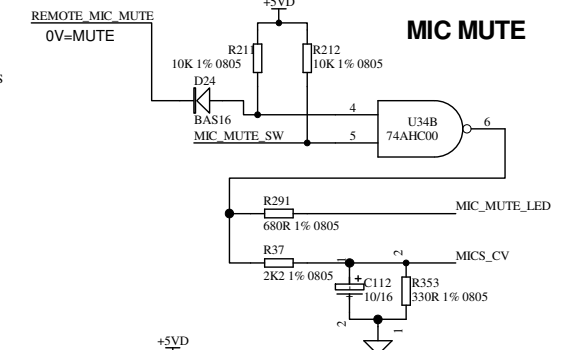 +5VD
REMOTE_MIC_MUTE
0V=MUTE
MIC MUTE
R211
10K 1% 0805
R212
10K 1% 0805
D24
BAS16
4
MIC_MUTE_SW
5
U34B
74AHC00
6
R291
680R 1% 0805
MIC_MUTE_LED
R37
2K2 1% 0805
1
2
MICS_CV
+
C112
10/16
R353
330R 1% 0805
2
1
+5VD